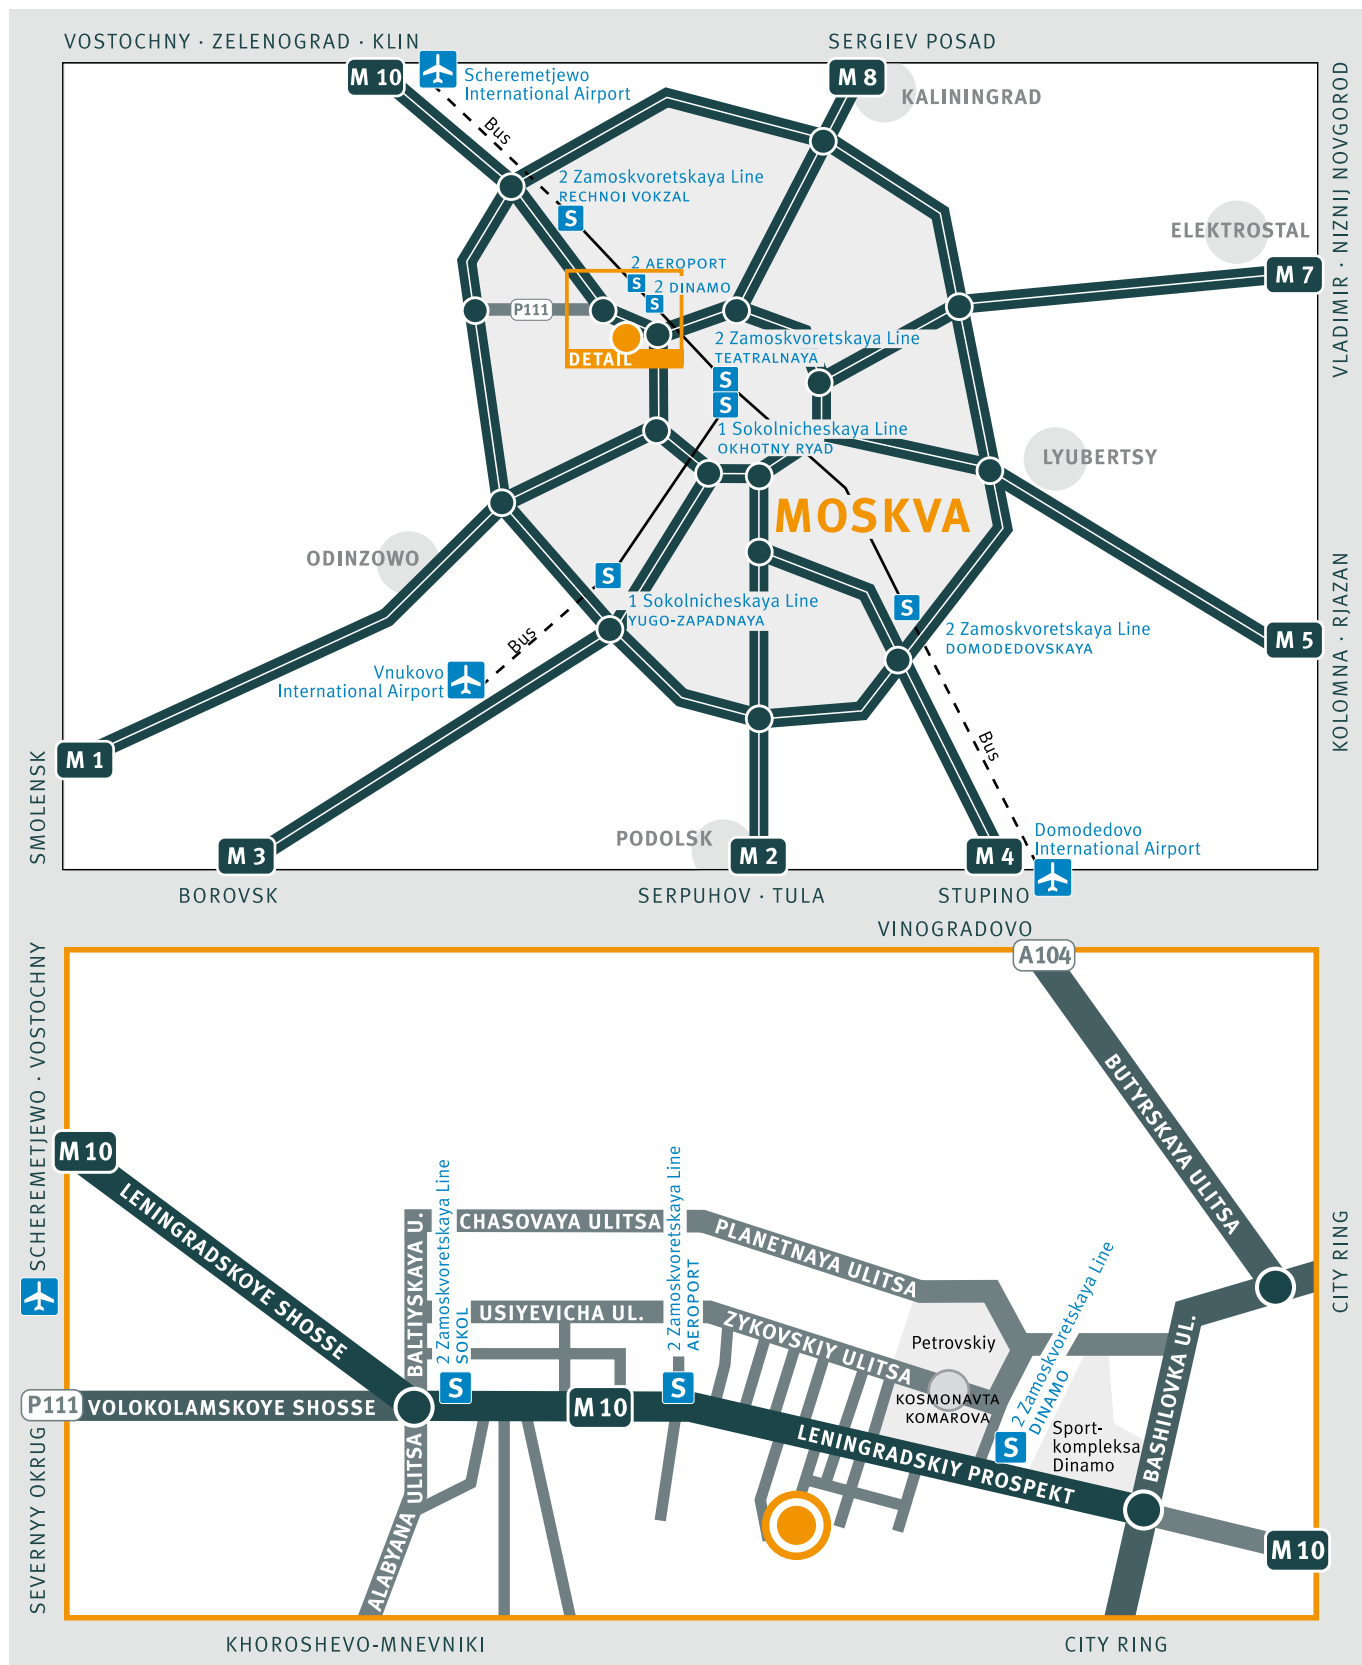 VOSTOCHNY · ZELENOGRAD · KLIN
SERGIEV POSAD
M 10
Scheremetjewo
International Airport
M 8
KALININGRAD
VLADIMIR · NIZNIJ NOVGOROD
Bus
2 Zamoskvoretskaya Line
RECHNOI VOKZAL
S
ELEKTROSTAL
M 7
2 AEROPORT
S
2 DINAMO
S
P111
DETAIL
2 Zamoskvoretskaya Line
TEATRALNAYA
S
S
1 Sokolnicheskaya Line
OKHOTNY RYAD
LYUBERTSY
MOSKVA
ODINZOWO
S
1 Sokolnicheskaya Line
YUGO-ZAPADNAYA
S
2 Zamoskvoretskaya Line
DOMODEDOVSKAYA
M 5
KOLOMNA · RJAZAN
Bus
Vnukovo
International Airport
Bus
M 1
SMOLENSK
Domodedovo
International Airport
PODOLSK
M 3
M 2
M 4
BOROVSK
SERPUHOV · TULA
STUPINO
VINOGRADOVO
A104
SCHEREMETJEWO · VOSTOCHNY
BUTYRSKAYA ULITSA
M 10
LENINGRADSKOYE SHOSSE
BALTIYSKAYA U.
2 Zamoskvoretskaya Line
SOKOL
CHASOVAYA ULITSA
2 Zamoskvoretskaya Line
AEROPORT
PLANETNAYA ULITSA
USIYEVICHA UL.
ZYKOVSKIY ULITSA
Petrovskiy
2 Zamoskvoretskaya Line
DINAMO
CITY RING
BASHILOVKA UL.
S
S
KOSMONAVTA
KOMAROVA
P111
VOLOKOLAMSKOYE SHOSSE
M 10
LENINGRADSKIY PROSPEKT
S
Sport-
kompleksa
Dinamo
ALABYANA ULITSA
M 10
SEVERNYY OKRUG
KHOROSHEVO-MNEVNIKI
CITY RING